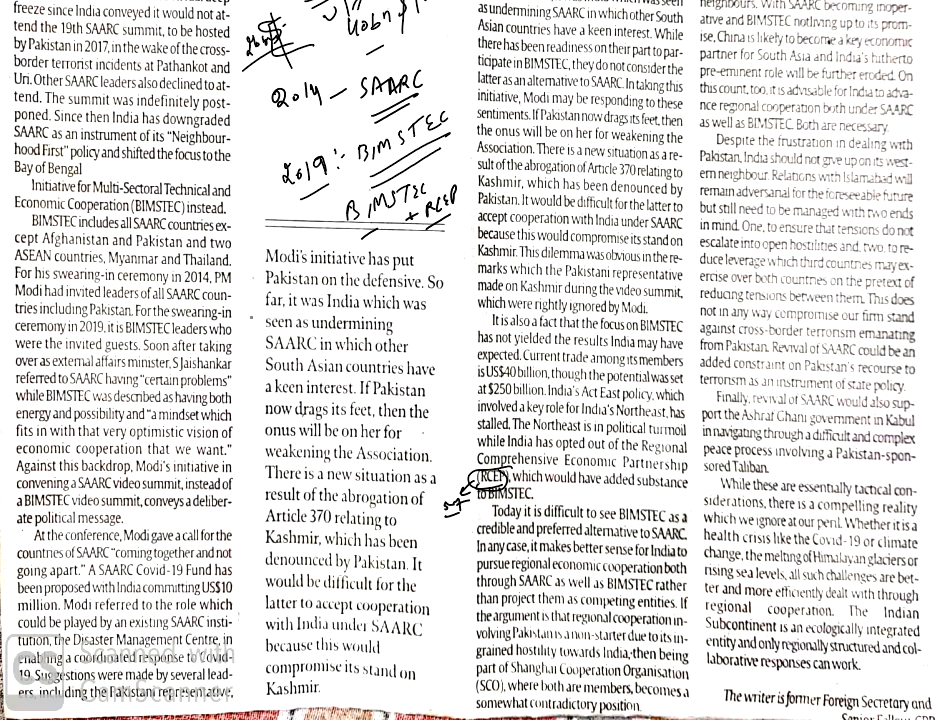 freeze since India conveyed it would not at-
tend the 19th SAARC summit, to be hosted
by Pakistan in 2017, in the wake of the cross-
border terrorist incidents at Pathankot and
Uri. Other SAARC leaders also declined to at-
tend. The summit was indefinitely post-
poned. Since then India has downgraded
SAARC as an instrument of its "Neighbour-
hood First" policy and shifted the focus to the
Bay of Bengal
Initiative for Multi-Sectoral Technical and
Economic Cooperation (BIMSTEC) instead.
BIMSTEC includes all SAARC countries ex-
cept Afghanistan and Pakistan and two
ASEAN countries, Myanmar and Thailand.
For his swearing-in ceremony in 2014, PM
Modi had invited leaders of all SAARC coun-
tries including Pakistan. For the swearing-in
ceremony in 2019, it is BIMSTEC leaders who
were the invited guests. Soon after taking
over as external affairs minister, S Jaishankar
referred to SAARC having "certain problems"
while BIMSTEC was described as having both
energy and possibility and "a mindset which
fits in with that very optimistic vision of
economic cooperation that we want."
Against this backdrop, Modi's initiative in
convening a SAARC video summit, instead of
a BIMSTEC video summit, conveys a deliber-
ate political message.
At the conference, Modi gave a call for the
countries of SAARC "coming together and not
going apart." A SAARC Covid-19 Fund has
been proposed with India committing US$10
million. Modi referred to the role which
could be played by an existing SAARC insti-
tution, the Disaster Management Centre, in
enabling a coordinated response to Covid-
19. Suggestions were made by several lead-
ers, including the Pakistani representative,
2014 - SAARC
2019: BIMSTEC
BIMSTEC
+ RCEP
Modi's initiative has put
Pakistan on the defensive. So
far, it was India which was
seen as undermining
SAARC in which other
South Asian countries have
a keen interest. If Pakistan
now drags its feet, then the
onus will be on her for
weakening the Association.
There is a new situation as a
result of the abrogation of
Article 370 relating to
Kashmir, which has been
denounced by Pakistan. It
would be difficult for the
latter to accept cooperation
with India under SAARC
because this would
compromise its stand on
Kashmir.
as undermining SAARC in which other South
Asian countries have a keen interest. While
there has been readiness on their part to par-
ticipate in BIMSTEC, they do not consider the
latter as an alternative to SAARC. In taking this
initiative, Modi may be responding to these
sentiments. If Pakistan now drags its feet, then
the onus will be on her for weakening the
Association. There is a new situation as a re-
sult of the abrogation of Article 370 relating to
Kashmir, which has been denounced by
Pakistan. It would be difficult for the latter to
accept cooperation with India under SAARC
because this would compromise its stand on
Kashmir. This dilemma was obvious in the re-
marks which the Pakistani representative
made on Kashmir during the video summit,
which were rightly ignored by Modi.
It is also a fact that the focus on BIMSTEC
has not yielded the results India may have
expected. Current trade among its members
is US$40 billion, though the potential was set
at $250 billion. India's Act East policy, which
involved a key role for India's Northeast, has
stalled. The Northeast is in political turmoil
while India has opted out of the Regional
Comprehensive Economic Partnership
(RCEP), which would have added substance
to BIMSTEC.
Today it is difficult to see BIMSTEC as a
credible and preferred alternative to SAARC.
In any case, it makes better sense for India to
pursue regional economic cooperation both
through SAARC as well as BIMSTEC rather
than project them as competing entities. If
the argument is that regional cooperation in-
volving Pakistan is a non-starter due to its in-
grained hostility towards India, then being
part of Shanghai Cooperation Organisation
(SCO), where both are members, becomes a
somewhat contradictory position.
neighbours. With SAARC becoming inoper-
ative and BIMSTEC not living up to its prom-
ise, China is likely to become a key economic
partner for South Asia and India's hitherto
pre-eminent role will be further eroded. On
this count, too, it is advisable for India to adva-
nce regional cooperation both under SAARC
as well as BIMSTEC. Both are necessary.
Despite the frustration in dealing with
Pakistan, India should not give up on its west-
ern neighbour. Relations with Islamabad will
remain adversarial for the foreseeable future
but still need to be managed with two ends
in mind. One, to ensure that tensions do not
escalate into open hostilities and, two, to re-
duce leverage which third countries may ex-
ercise over both countries on the pretext of
reducing tensions between them. This does
not in any way compromise our firm stand
against cross-border terrorism emanating
from Pakistan. Revival of SAARC could be an
added constraint on Pakistan's recourse to
terrorism as an instrument of state policy.
Finally, revival of SAARC would also sup-
port the Ashraf Ghani government in Kabul
in navigating through a difficult and complex
peace process involving a Pakistan-spon-
sored Taliban.
While these are essentially tactical con-
siderations, there is a compelling reality
which we ignore at our peril. Whether it is a
health crisis like the Covid-19 or climate
change, the melting of Himalayan glaciers or
rising sea levels, all such challenges are bet-
ter and more efficiently dealt with through
regional cooperation. The Indian
Subcontinent is an ecologically integrated
entity and only regionally structured and col-
laborative responses can work.
The writer is former Foreign Secretary and
CS Scanned with
CamScanner